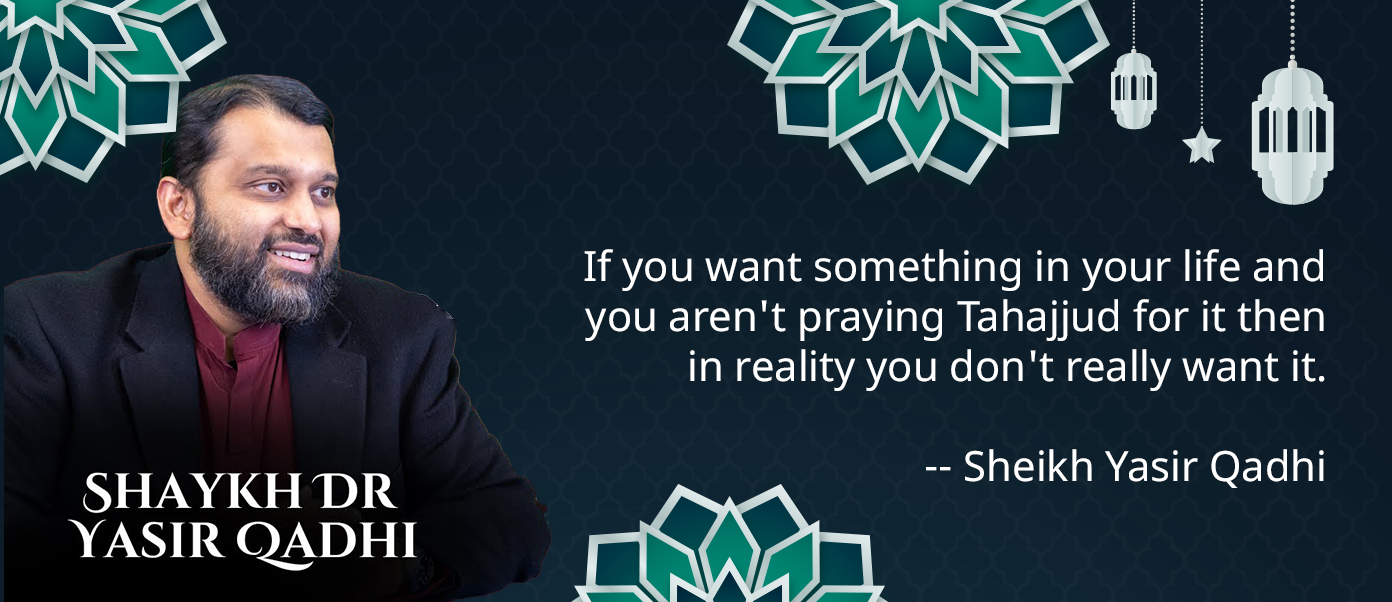 If you want something in your life and
you aren't praying Tahajjud for it then
in reality you don't really want it.
-- Sheikh Yasir Qadhi
SHAYKH DR
YASIR QADHI